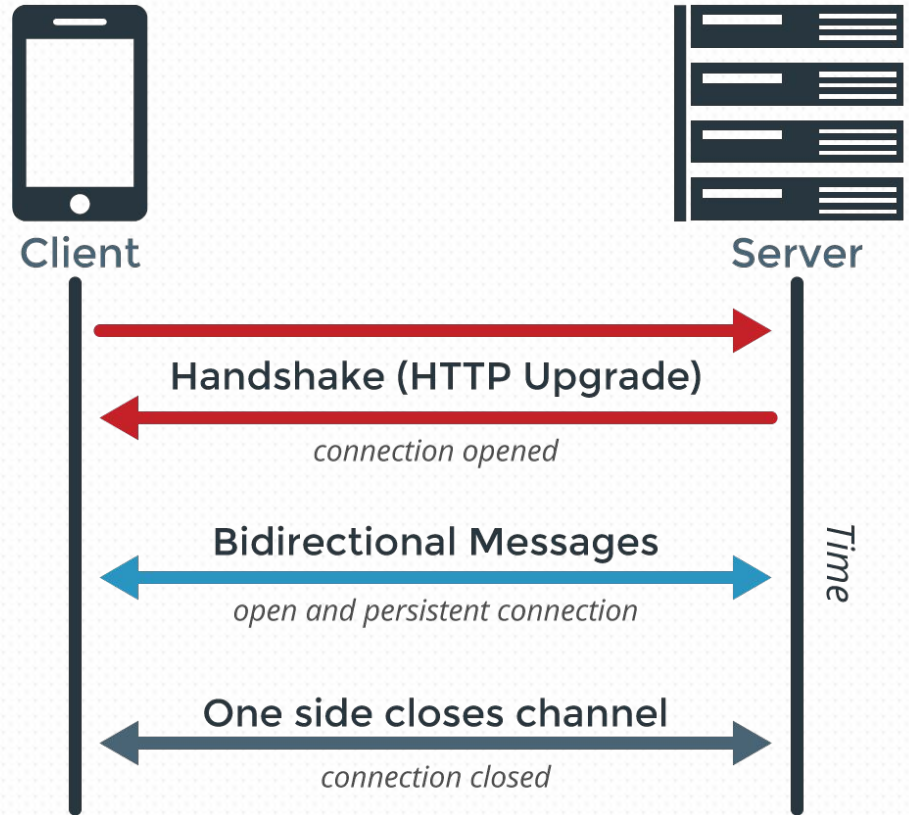 Client
Server
Handshake (HTTP Upgrade)
connection opened
Bidirectional Messages
open and persistent connection
Time
One side closes channel
connection closed